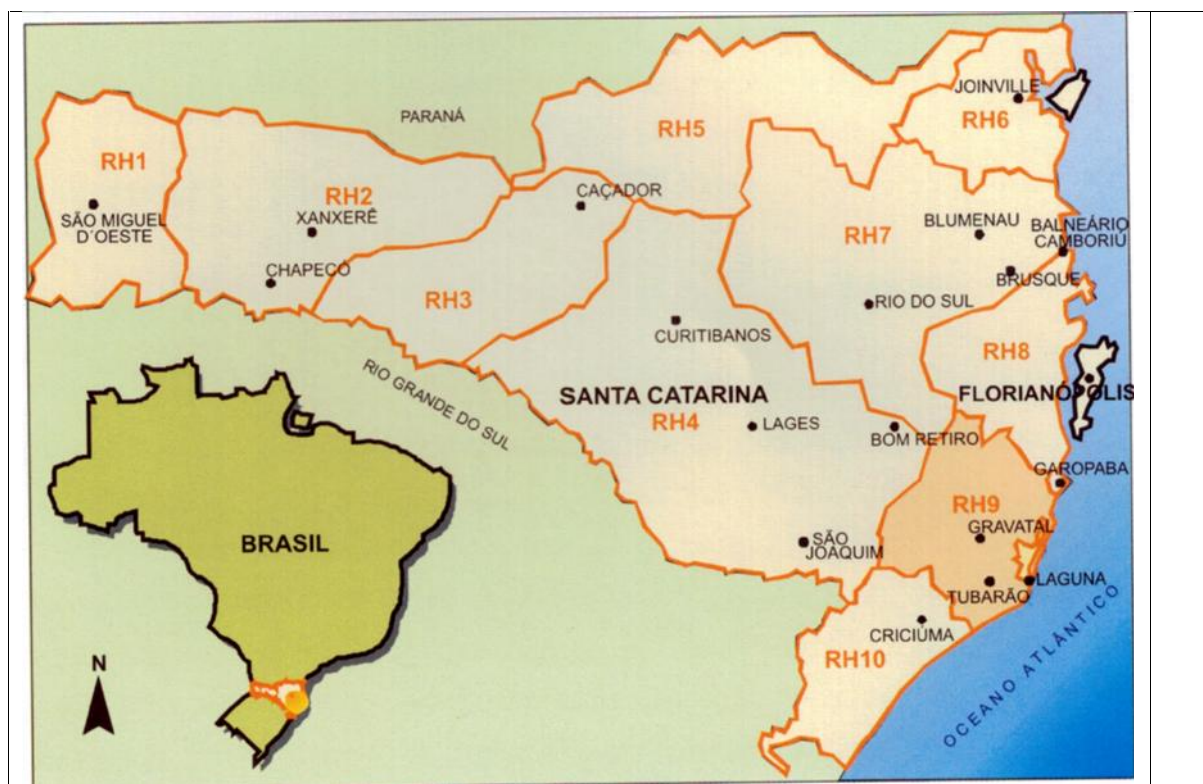 JOINVILLE
RH6
PARANÁ
RH5
RH1
RH2
CAÇADOR
SÃO MIGUEL
D´OESTE
XANXERÊ
BLUMENAU
BALNEÁRIO
CAMBORIÚ
RH7
CHAPECÓ
BRUSQUE
RH3
RIO DO SUL
CURITIBANOS
RH8
RIO GRANDE DO SUL
SANTA CATARINA
FLORIANÓPOLIS
RH4
LAGES
BOM RETIRO
GAROPABA
RH9
GRAVATAL
BRASIL
SÃO
JOAQUIM
LAGUNA
TUBARÃO
CRICIÚMA
RH10
OCEANO ATLÂNTICO
N